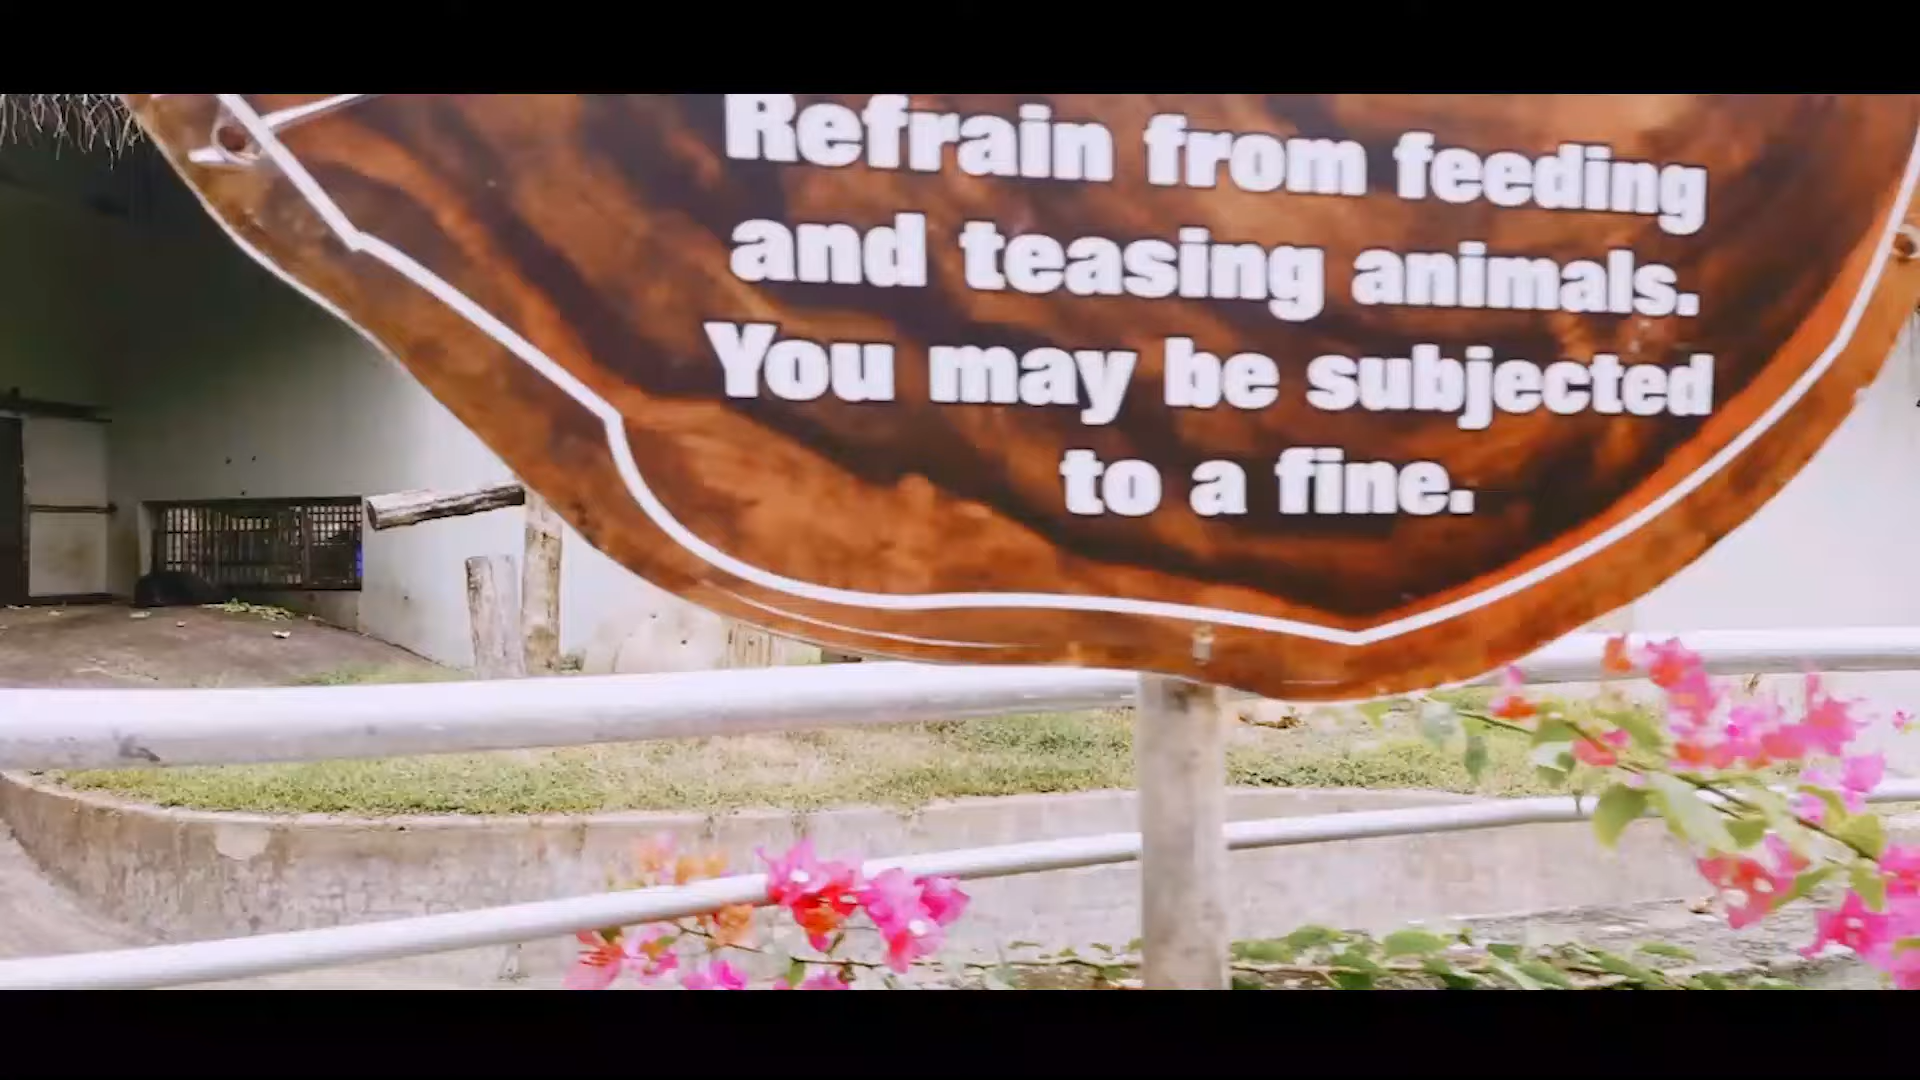 Refrain from feeding
and teasing animals.
You may be subjected
to a fine.